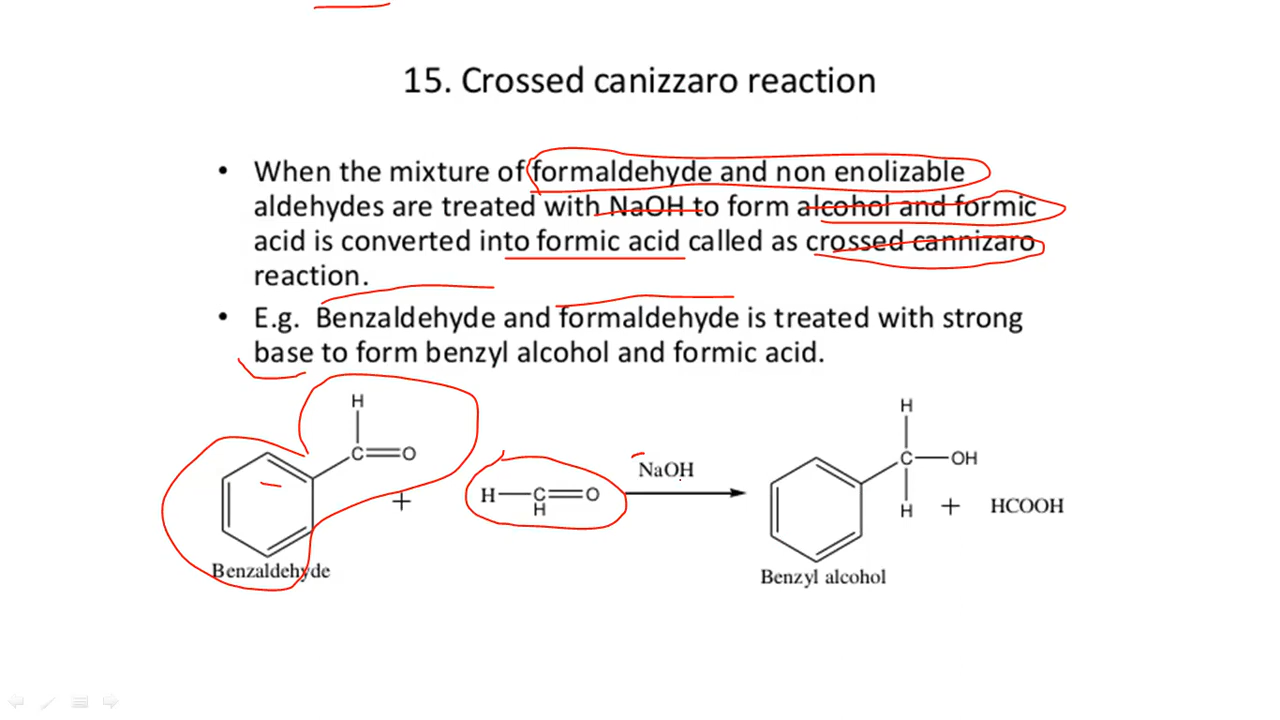 15. Crossed canizzaro reaction
• When the mixture of formaldehyde and non enolizable
aldehydes are treated with NaOH to form alcohol and formic
acid is converted into formic acid called as crossed cannizaro
reaction.
• E.g. Benzaldehyde and formaldehyde is treated with strong
base to form benzyl alcohol and formic acid.
H
C O
+
H C O
H
NaOH
H
C OH
H
+ HCOOH
Benzaldehyde
Benzyl alcohol